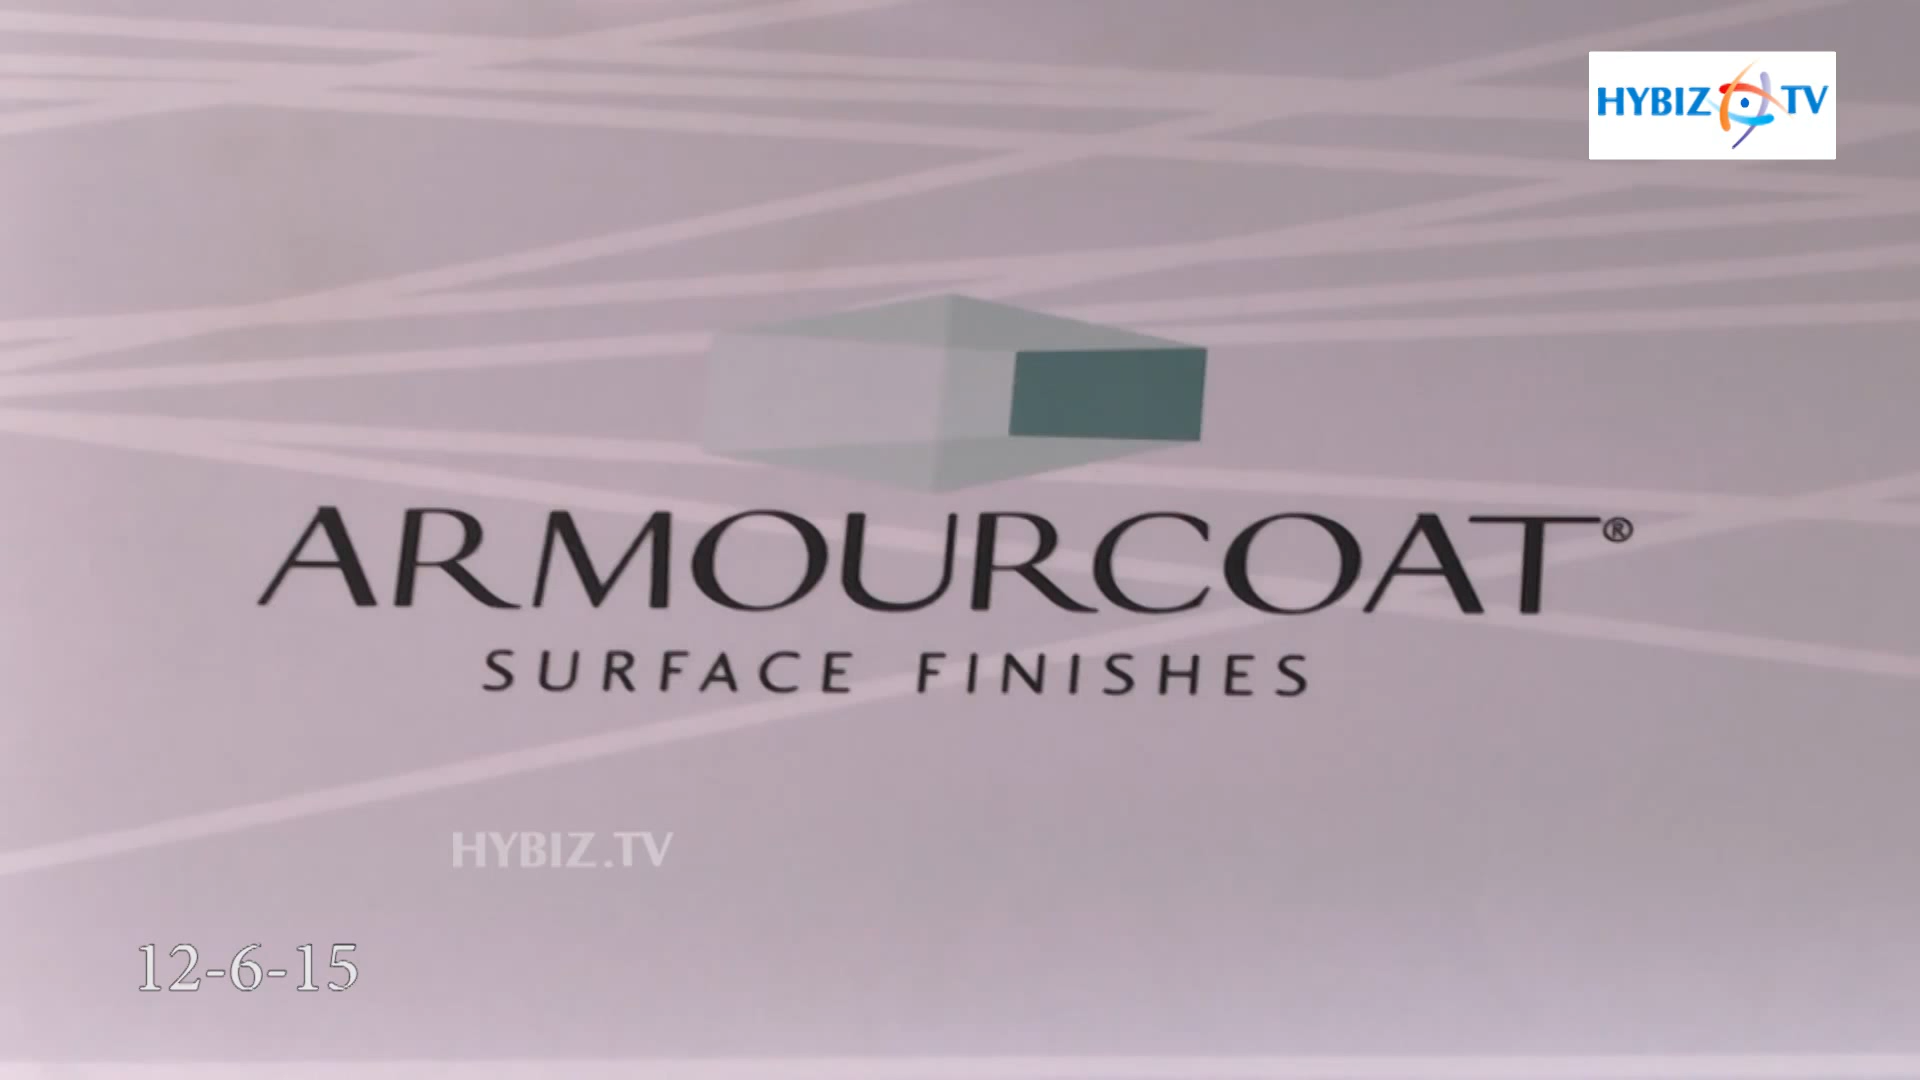 HYBIZ TV
ARMOURCOAT®
SURFACE FINISHES
HYBIZ.TV
12-6-15